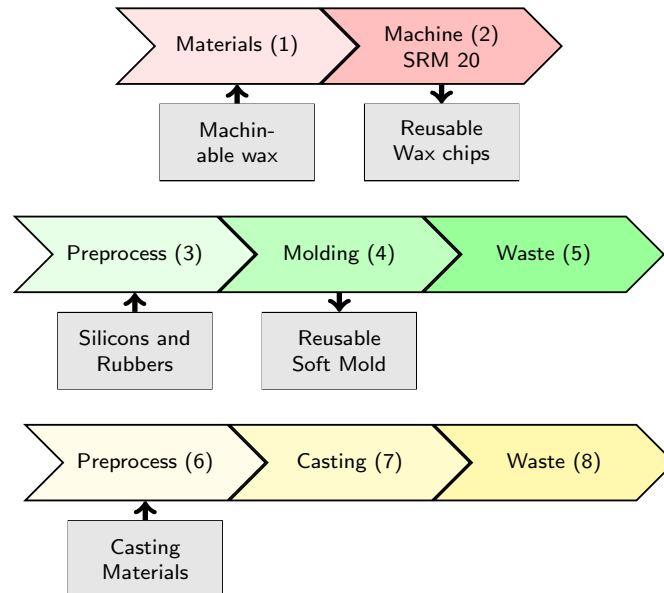 Materials (1)
Machine (2)
SRM 20
Machin-
able wax
Reusable
Wax chips
Preprocess (3)
Molding (4)
Waste (5)
Silicons and
Rubbers
Reusable
Soft Mold
Preprocess (6)
Casting (7)
Waste (8)
Casting
Materials